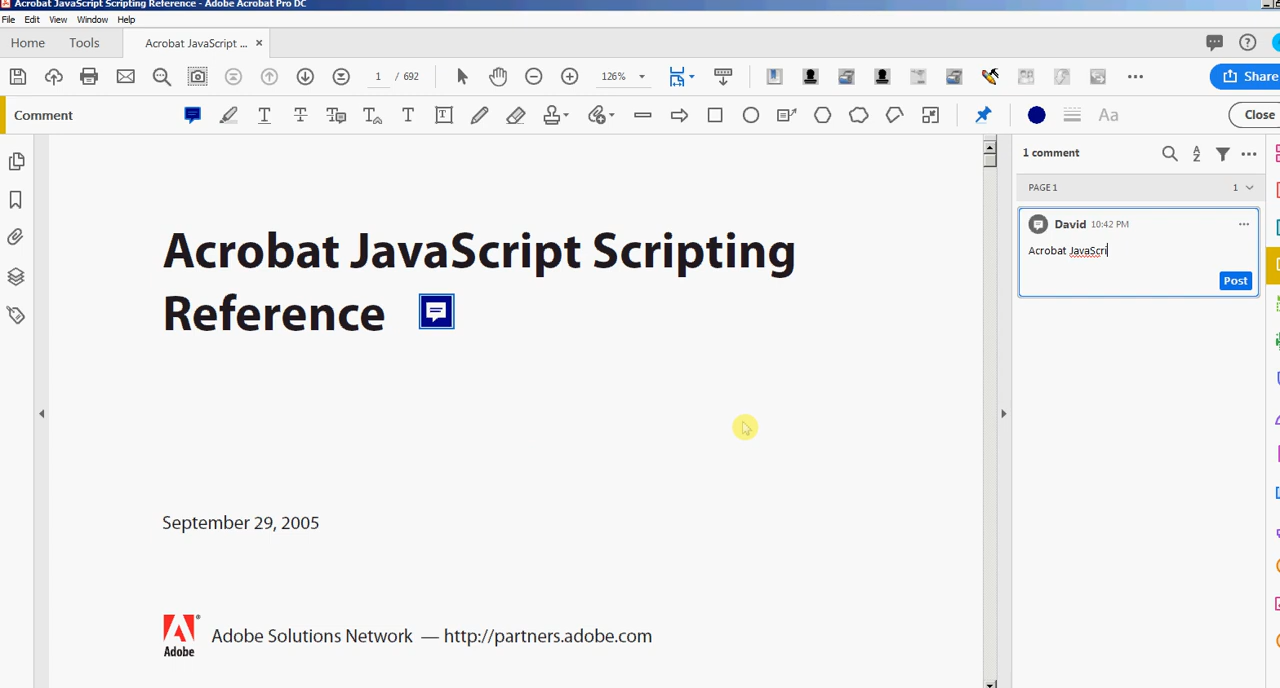 Acrobat JavaScript Scripting Reference - Adobe Acrobat Pro DC
File Edit View Window Help
Home Tools Acrobat JavaScript ... ×
1 / 692 126% Share
Comment Close
1 comment
PAGE 1 1
David 10:42 PM
Acrobat JavaScri
Post
Acrobat JavaScript Scripting
Reference
September 29, 2005
Adobe Adobe Solutions Network — http://partners.adobe.com